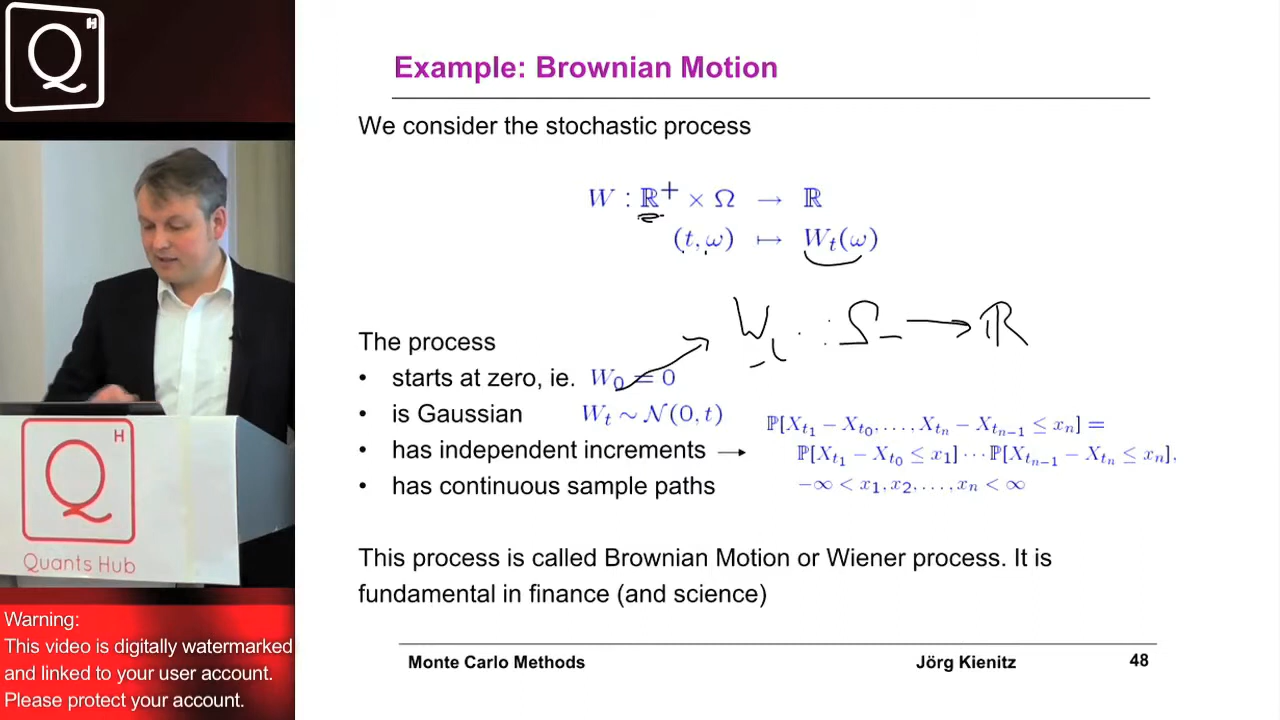 Q H
Example: Brownian Motion
We consider the stochastic process
W : ℝ⁺ × Ω → ℝ
(t, ω) ↦ W_t(ω)
W_t : Ω → ℝ
The process
• starts at zero, ie. W_0 = 0
• is Gaussian W_t ~ N(0, t)
• has independent increments →
ℙ[X_{t_1} − X_{t_0}, . . . , X_{t_n} − X_{t_{n−1}} ≤ x_n] =
ℙ[X_{t_1} − X_{t_0} ≤ x_1] · · · ℙ[X_{t_{n−1}} − X_{t_n} ≤ x_n],
−∞ < x_1, x_2, . . . , x_n < ∞
• has continuous sample paths
This process is called Brownian Motion or Wiener process. It is
fundamental in finance (and science)
Monte Carlo Methods Jörg Kienitz 48
Q H
Quants Hub
Warning:
This video is digitally watermarked
and linked to your user account.
Please protect your account.